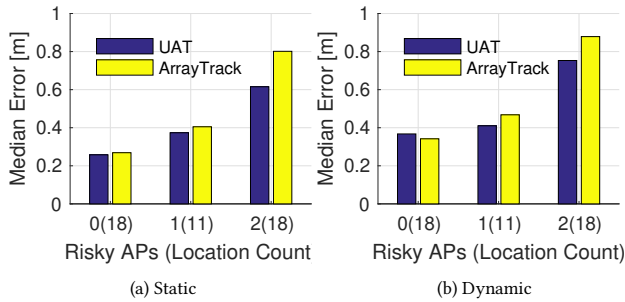 1
0.8
0.6
0.4
0.2
0
Median Error [m]
UAT
ArrayTrack
0(18) 1(11) 2(18)
Risky APs (Location Count
(a) Static
1
0.8
0.6
0.4
0.2
0
Median Error [m]
UAT
ArrayTrack
0(18) 1(11) 2(18)
Risky APs (Location Count)
(b) Dynamic